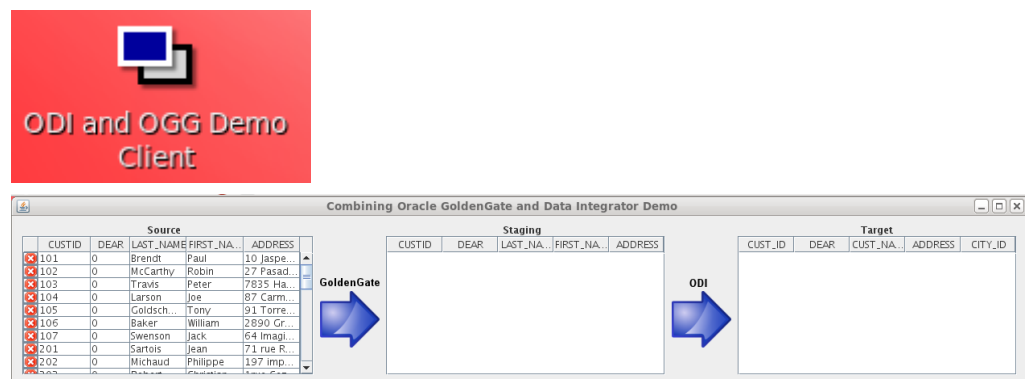 ODI and OGG Demo
Client
Combining Oracle GoldenGate and Data Integrator Demo
Source
CUSTID DEAR LAST_NAME FIRST_NA... ADDRESS
101 0 Brendt Paul 10 Jaspe...
102 0 McCarthy Robin 27 Pasad...
103 0 Travis Peter 7835 Ha...
104 0 Larson Joe 87 Carm...
105 0 Goldsch... Tony 91 Torre...
106 0 Baker William 2890 Gr...
107 0 Swenson Jack 64 Imagi...
201 0 Sartois Jean 71 rue R...
202 0 Michaud Philippe 197 imp...
GoldenGate
Staging
CUSTID DEAR LAST_NA... FIRST_NA... ADDRESS
ODI
Target
CUST_ID DEAR CUST_NA... ADDRESS CITY_ID